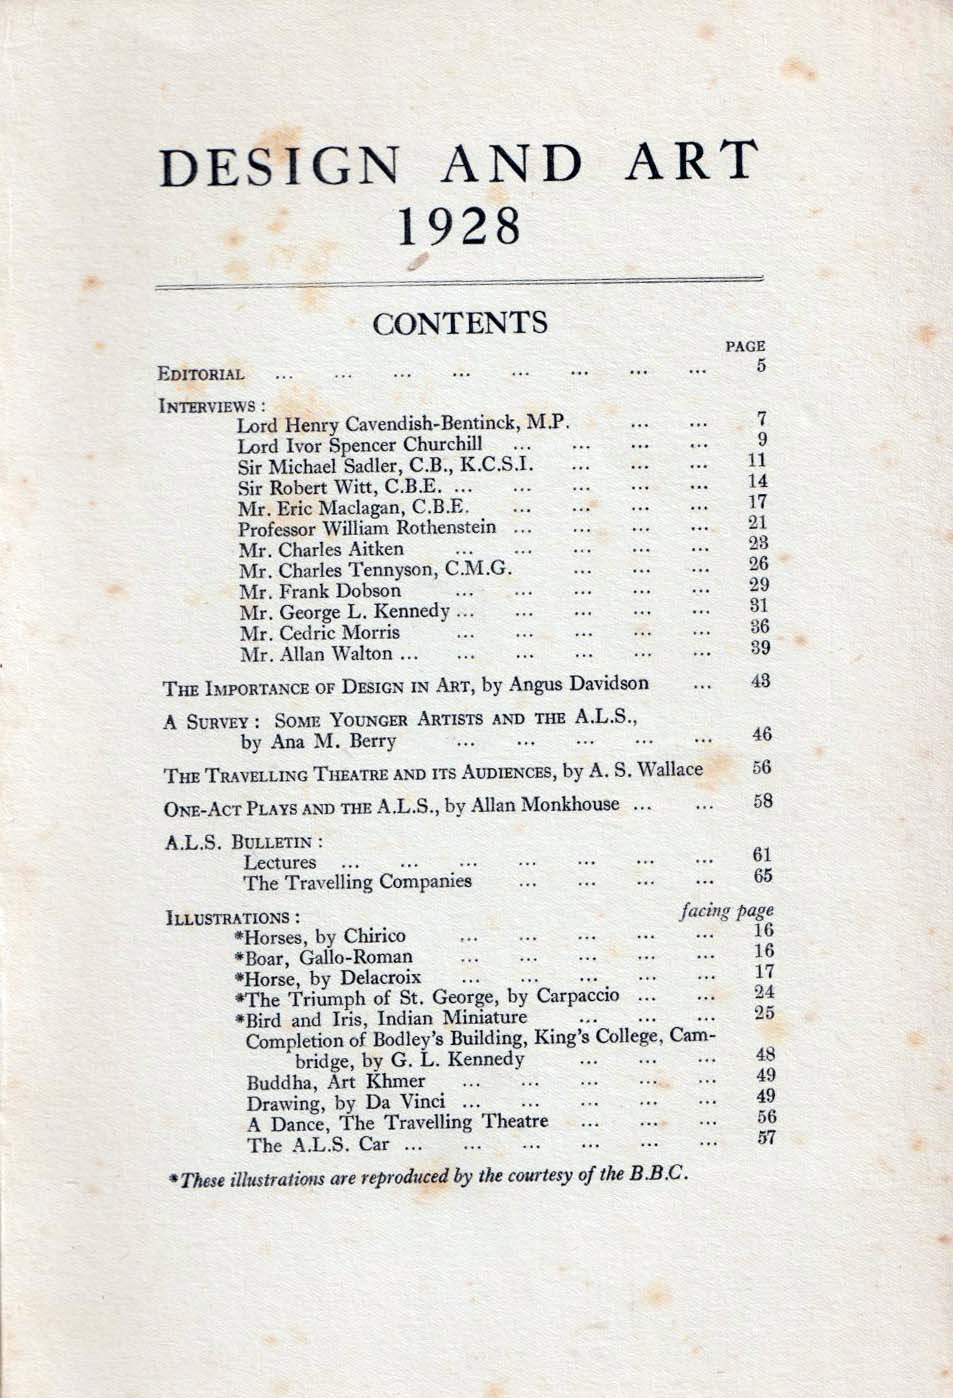 DESIGN AND ART
1928
CONTENTS
PAGE
EDITORIAL ... ... ... ... ... ... ... ... 5
INTERVIEWS :
Lord Henry Cavendish-Bentinck, M.P. ... ... 7
Lord Ivor Spencer Churchill ... ... ... ... 9
Sir Michael Sadler, C.B., K.C.S.I. ... ... ... 11
Sir Robert Witt, C.B.E. ... ... ... ... ... 14
Mr. Eric Maclagan, C.B.E. ... ... ... ... 17
Professor William Rothenstein ... ... ... ... 21
Mr. Charles Aitken ... ... ... ... ... 23
Mr. Charles Tennyson, C.M.G. ... ... ... 26
Mr. Frank Dobson ... ... ... ... ... 29
Mr. George L. Kennedy ... ... ... ... ... 31
Mr. Cedric Morris ... ... ... ... ... 36
Mr. Allan Walton ... ... ... ... ... ... 39
THE IMPORTANCE OF DESIGN IN ART, by Angus Davidson ... 43
A SURVEY : SOME YOUNGER ARTISTS AND THE A.L.S.,
by Ana M. Berry ... ... ... ... ... 46
THE TRAVELLING THEATRE AND ITS AUDIENCES, by A. S. Wallace 56
ONE-ACT PLAYS AND THE A.L.S., by Allan Monkhouse ... ... 58
A.L.S. BULLETIN :
Lectures ... ... ... ... ... ... ... 61
The Travelling Companies ... ... ... ... 65
ILLUSTRATIONS : facing page
*Horses, by Chirico ... ... ... ... ... 16
*Boar, Gallo-Roman ... ... ... ... ... 16
*Horse, by Delacroix ... ... ... ... ... 17
*The Triumph of St. George, by Carpaccio ... ... 24
*Bird and Iris, Indian Miniature ... ... ... 25
Completion of Bodley's Building, King's College, Cam-
bridge, by G. L. Kennedy ... ... ... 48
Buddha, Art Khmer ... ... ... ... ... 49
Drawing, by Da Vinci ... ... ... ... ... 49
A Dance, The Travelling Theatre ... ... ... 56
The A.L.S. Car ... ... ... ... ... ... 57
*These illustrations are reproduced by the courtesy of the B.B.C.